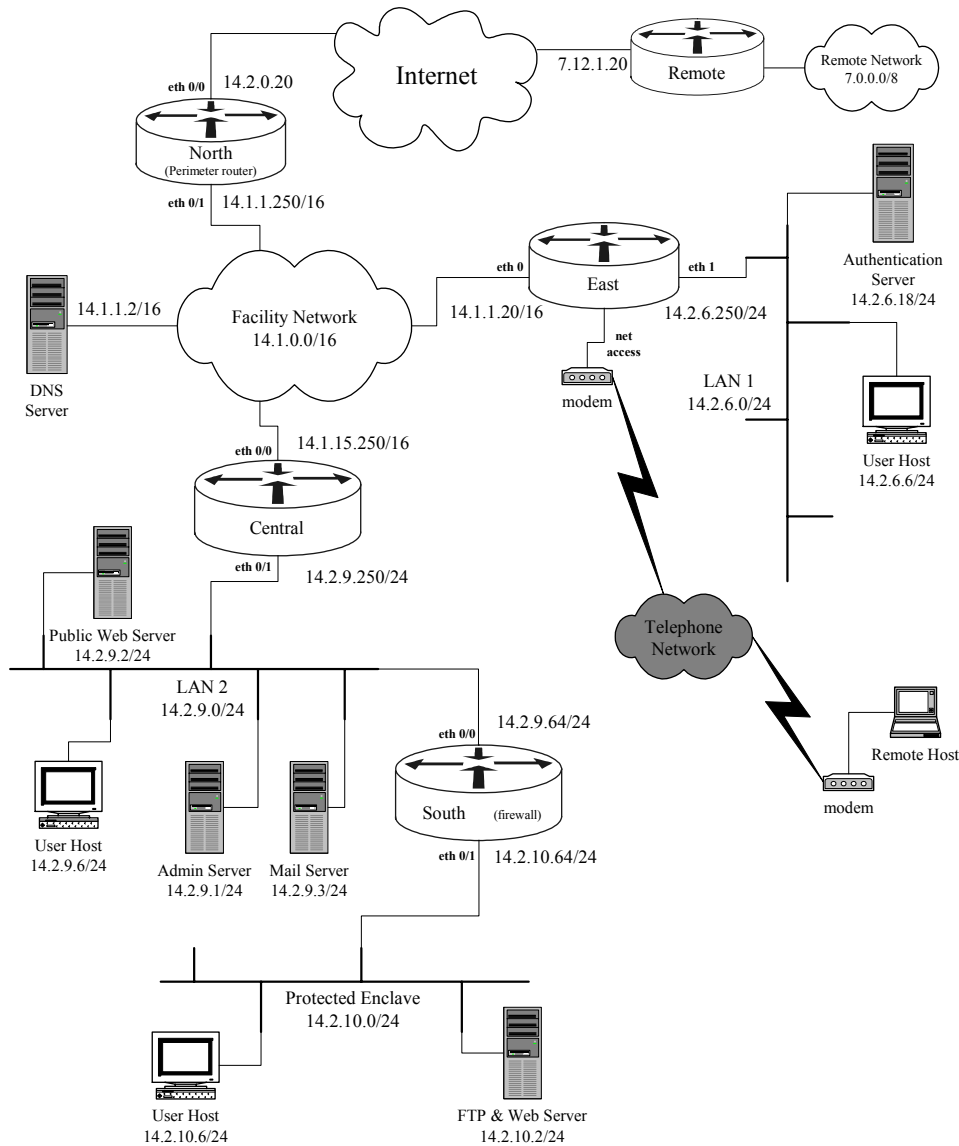 eth 0/0
14.2.0.20
Internet
7.12.1.20
Remote
Remote Network
7.0.0.0/8
North
(Perimeter router)
eth 0/1
14.1.1.250/16
eth 0
East
eth 1
14.1.1.20/16
14.2.6.250/24
net
access
modem
Authentication
Server
14.2.6.18/24
LAN 1
14.2.6.0/24
User Host
14.2.6.6/24
14.1.1.2/16
DNS
Server
Facility Network
14.1.0.0/16
eth 0/0
14.1.15.250/16
Central
eth 0/1
14.2.9.250/24
Public Web Server
14.2.9.2/24
Telephone
Network
LAN 2
14.2.9.0/24
eth 0/0
14.2.9.64/24
Remote Host
modem
South
(firewall)
eth 0/1
14.2.10.64/24
User Host
14.2.9.6/24
Admin Server
14.2.9.1/24
Mail Server
14.2.9.3/24
Protected Enclave
14.2.10.0/24
User Host
14.2.10.6/24
FTP & Web Server
14.2.10.2/24